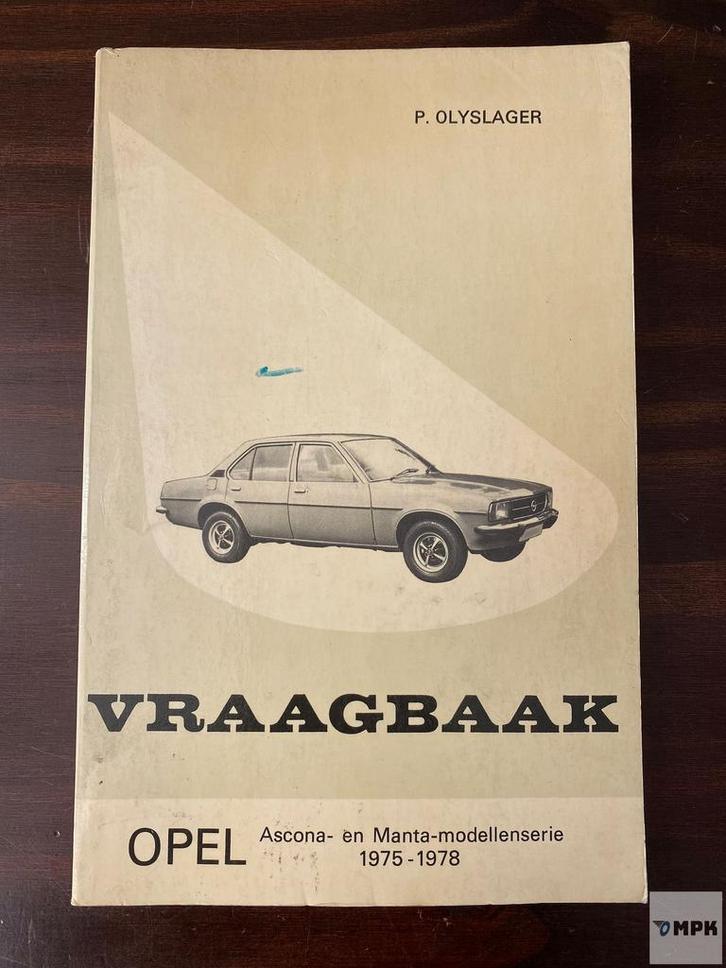 P. OLYSLAGER
VRAAGBAAK
OPEL Ascona- en Manta-modellenserie
1975-1978
MPK